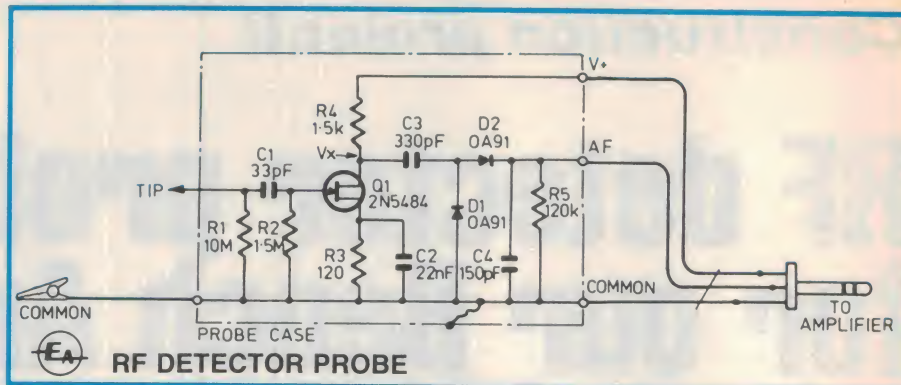 V+
R4
1·5k
C3
330pF
D2
OA91
AF
C1
33pF
Vx
TIP
Q1
2N5484
D1
OA91
R5
120k
R1
10M
R2
1·5M
R3
120
C2
22nF
C4
150pF
COMMON
COMMON
PROBE CASE
TO
AMPLIFIER
EA
RF DETECTOR PROBE